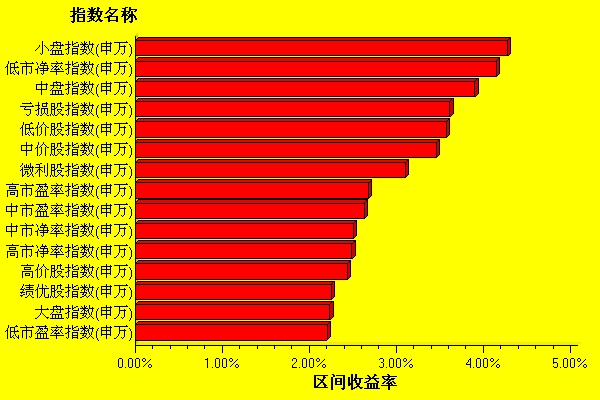 指数名称
小盘指数(申万)
低市净率指数(申万)
中盘指数(申万)
亏损股指数(申万)
低价股指数(申万)
中价股指数(申万)
微利股指数(申万)
高市盈率指数(申万)
中市盈率指数(申万)
中市净率指数(申万)
高市净率指数(申万)
高价股指数(申万)
绩优股指数(申万)
大盘指数(申万)
低市盈率指数(申万)
0.00% 1.00% 2.00% 3.00% 4.00% 5.00%
区间收益率